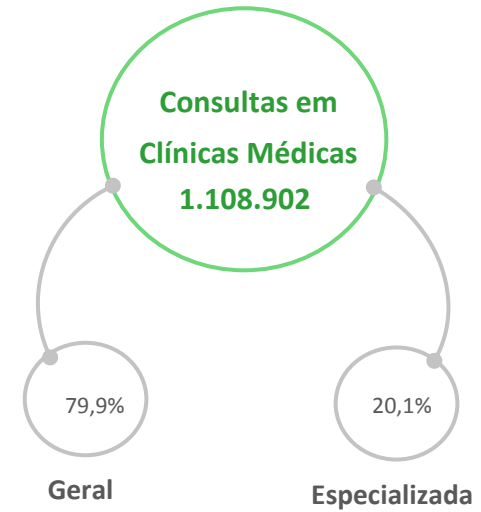 Consultas em
Clínicas Médicas
1.108.902
79,9%
20,1%
Geral
Especializada